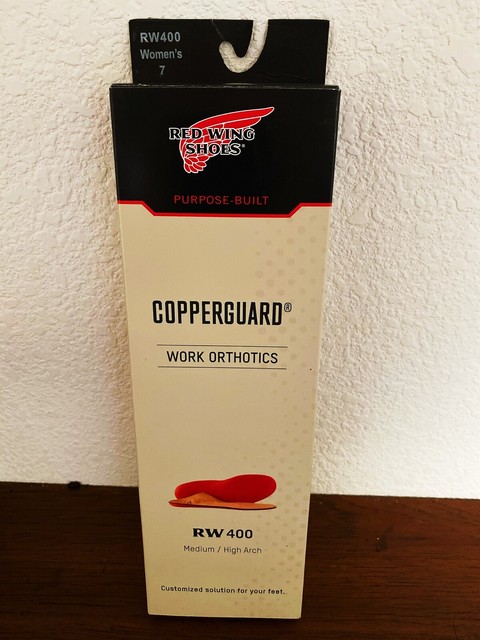 RW400
Women's
7
RED WING
SHOES®
PURPOSE-BUILT
COPPERGUARD®
WORK ORTHOTICS
RW 400
Medium / High Arch
Customized solution for your feet.